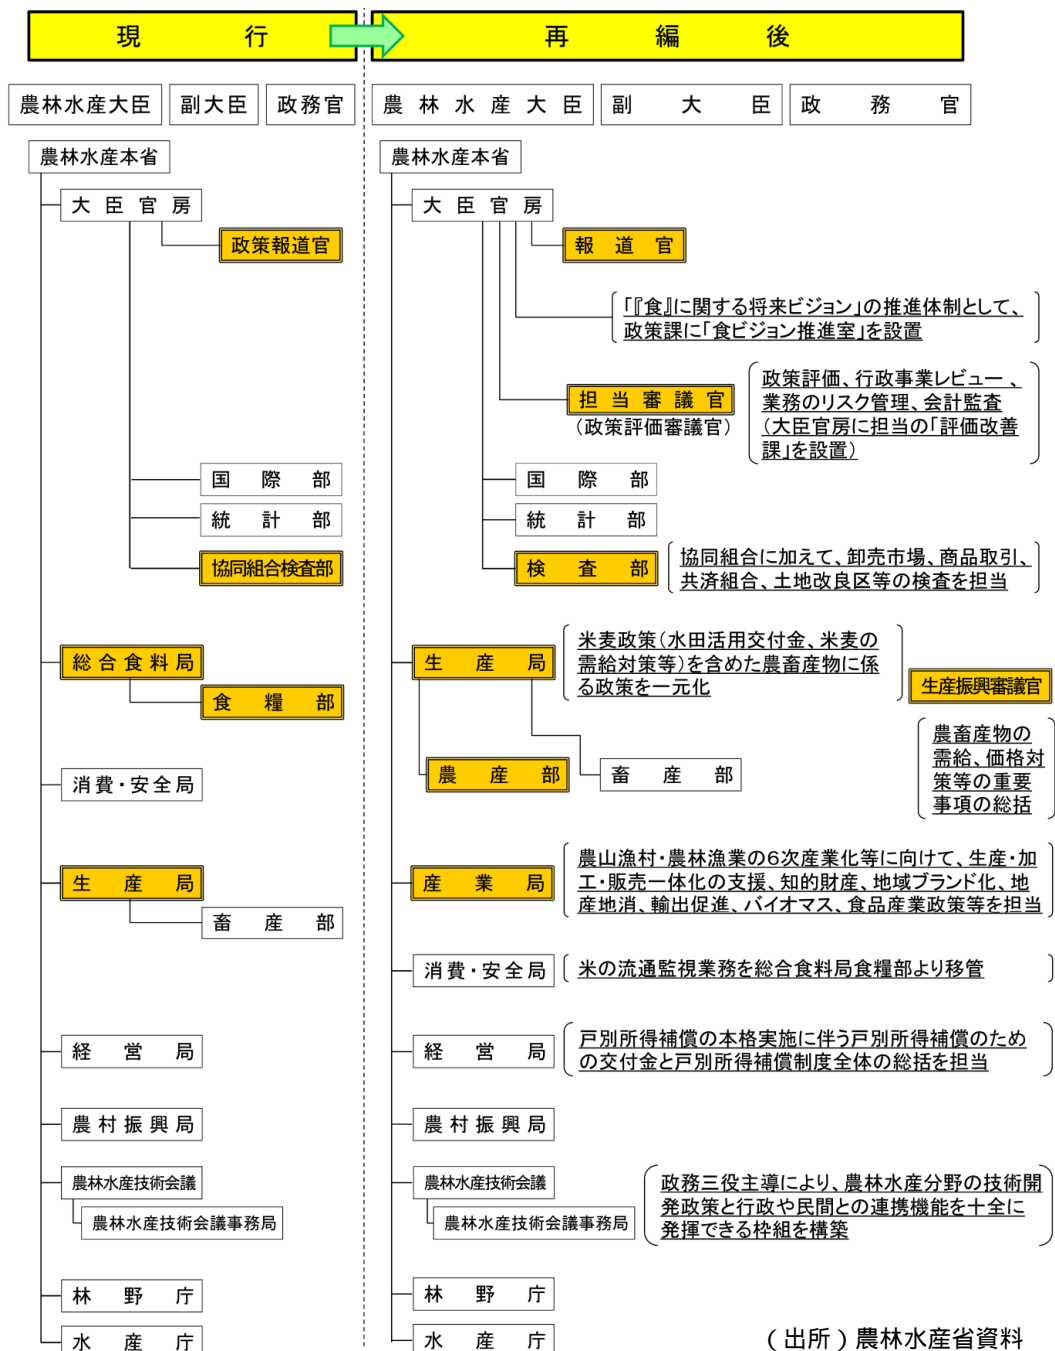 現行
再編後
農林水産大臣
副大臣
政務官
農林水産本省
大臣官房
政策報道官
国際部
統計部
協同組合検査部
総合食料局
食糧部
消費・安全局
生産局
畜産部
経営局
農村振興局
農林水産技術会議
農林水産技術会議事務局
林野庁
水産庁
農林水産大臣
副大臣
政務官
農林水産本省
大臣官房
報道官
「『食』に関する将来ビジョン」の推進体制として、
政策課に「食ビジョン推進室」を設置
担当審議官
(政策評価審議官)
政策評価、行政事業レビュー、
業務のリスク管理、会計監査
(大臣官房に担当の「評価改善
課」を設置)
国際部
統計部
検査部
協同組合に加えて、卸売市場、商品取引、
共済組合、土地改良区等の検査を担当
生産局
米麦政策(水田活用交付金、米麦の
需給対策等)を含めた農畜産物に係
る政策を一元化
生産振興審議官
農畜産物の
需給、価格対
策等の重要
事項の総括
農産部
畜産部
産業局
農山漁村・農林漁業の6次産業化等に向けて、生産・加
工・販売一体化の支援、知的財産、地域ブランド化、地
産地消、輸出促進、バイオマス、食品産業政策等を担当
消費・安全局
米の流通監視業務を総合食料局食糧部より移管
経営局
戸別所得補償の本格実施に伴う戸別所得補償のため
の交付金と戸別所得補償制度全体の総括を担当
農村振興局
農林水産技術会議
農林水産技術会議事務局
政務三役主導により、農林水産分野の技術開
発政策と行政や民間との連携機能を十全に
発揮できる枠組を構築
林野庁
水産庁
(出所)農林水産省資料